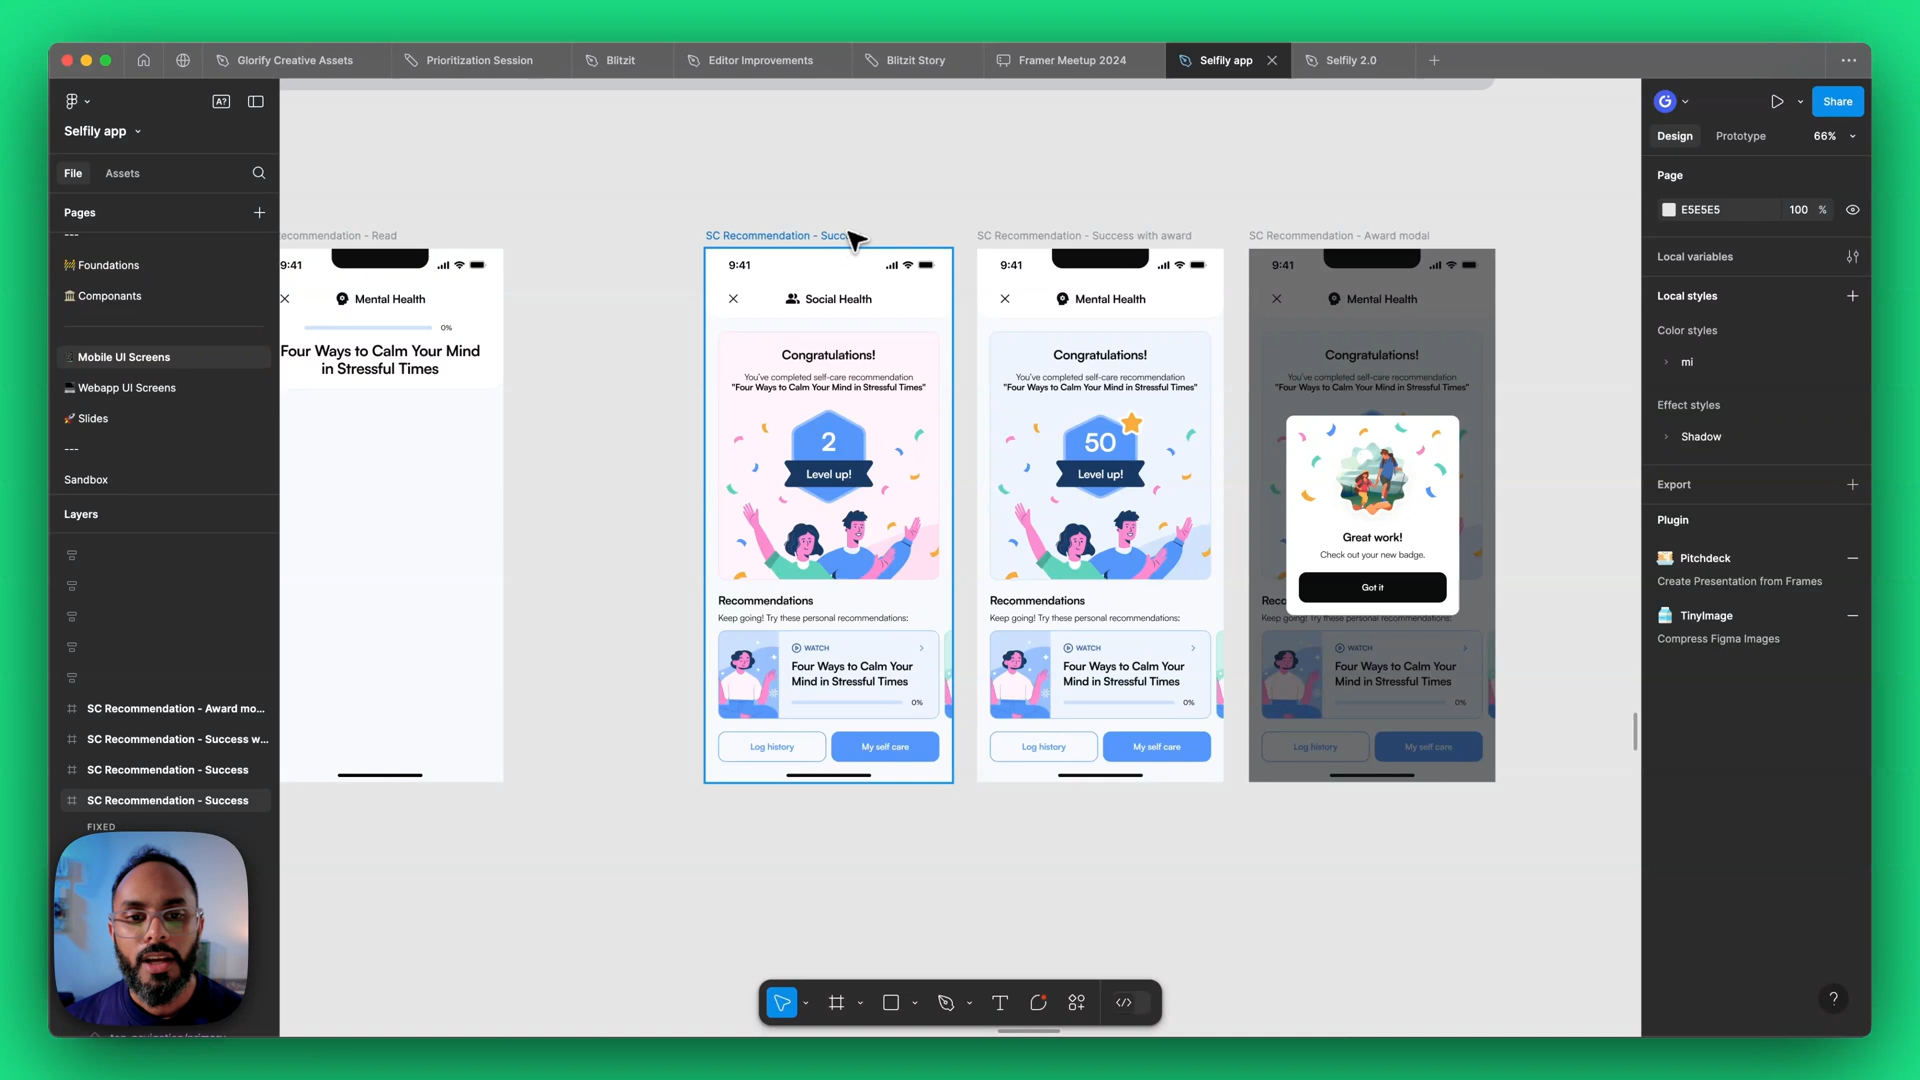 Glorify Creative Assets
Prioritization Session
Blitzit
Editor Improvements
Blitzit Story
Framer Meetup 2024
Selfily app
Selfily 2.0
A?
Selfily app
File
Assets
Pages
---
Foundations
Componants
Mobile UI Screens
Webapp UI Screens
Slides
---
Sandbox
Layers
SC Recommendation - Award mo...
SC Recommendation - Success w...
SC Recommendation - Success
SC Recommendation - Success
FIXED
ecommendation - Read
9:41
Mental Health
0%
Four Ways to Calm Your Mind
in Stressful Times
SC Recommendation - Succ
9:41
Social Health
Congratulations!
You've completed self-care recommendation
"Four Ways to Calm Your Mind in Stressful Times"
2
Level up!
Recommendations
Keep going! Try these personal recommendations:
WATCH
Four Ways to Calm Your
Mind in Stressful Times
0%
Log history
My self care
SC Recommendation - Success with award
9:41
Mental Health
Congratulations!
You've completed self-care recommendation
"Four Ways to Calm Your Mind in Stressful Times"
50
Level up!
Recommendations
Keep going! Try these personal recommendations:
WATCH
Four Ways to Calm Your
Mind in Stressful Times
0%
Log history
My self care
SC Recommendation - Award modal
9:41
Mental Health
Congratulations!
You've completed self-care recommendation
"Four Ways to Calm Your Mind in Stressful Times"
Great work!
Check out your new badge.
Got it
Reco
Keep going! Try these personal recommendations:
WATCH
Four Ways to Calm Your
Mind in Stressful Times
0%
Log history
My self care
Share
Design
Prototype
66%
Page
E5E5E5
100
%
Local variables
Local styles
Color styles
mi
Effect styles
Shadow
Export
Plugin
Pitchdeck
Create Presentation from Frames
TinyImage
Compress Figma Images
?